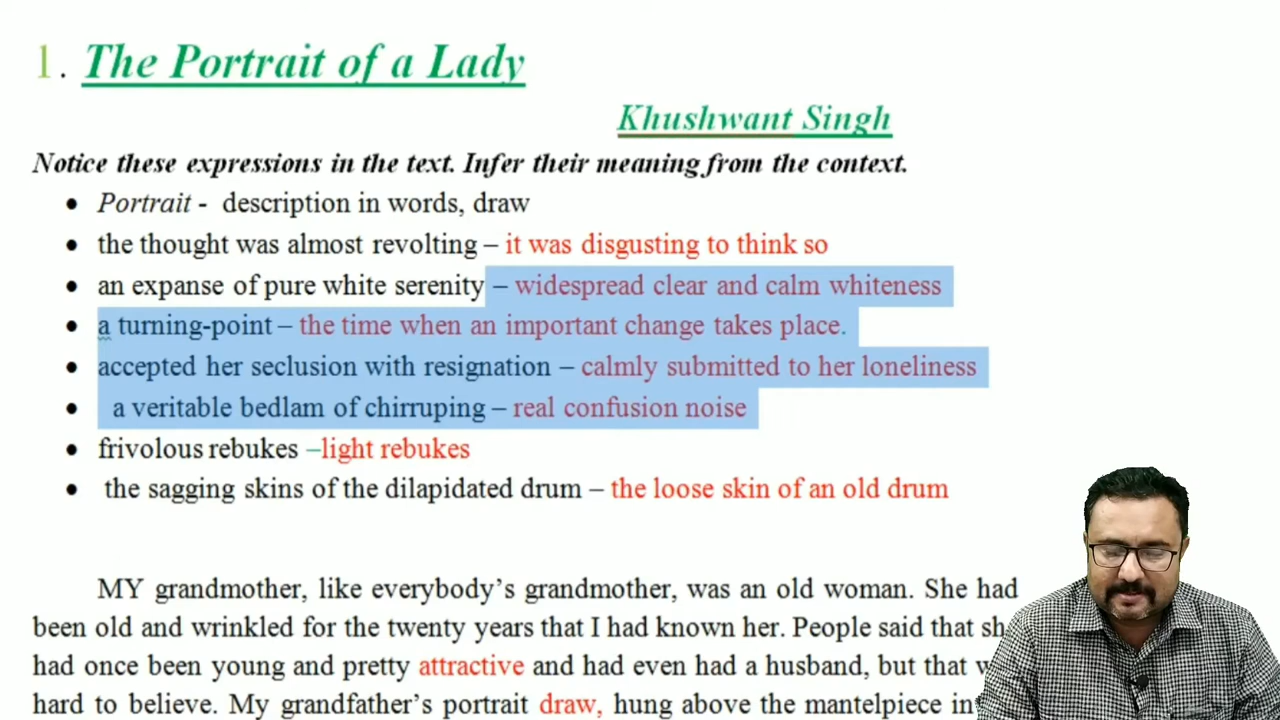 1. The Portrait of a Lady
Khushwant Singh
Notice these expressions in the text. Infer their meaning from the context.
• Portrait - description in words, draw
• the thought was almost revolting – it was disgusting to think so
• an expanse of pure white serenity – widespread clear and calm whiteness
• a turning-point – the time when an important change takes place.
• accepted her seclusion with resignation – calmly submitted to her loneliness
• a veritable bedlam of chirruping – real confusion noise
• frivolous rebukes –light rebukes
• the sagging skins of the dilapidated drum – the loose skin of an old drum
MY grandmother, like everybody's grandmother, was an old woman. She had
been old and wrinkled for the twenty years that I had known her. People said that
had once been young and pretty attractive and had even had a husband, but that
hard to believe. My grandfather's portrait draw, hung above the mantelpiece in